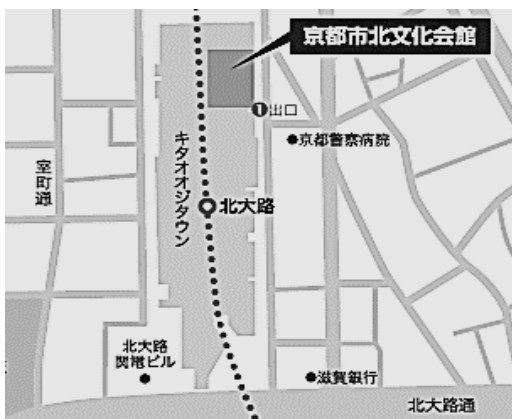 京都市北文化会館
1出口
京都警察病院
キタオオジタウン
室町通
北大路
北大路
関電ビル
滋賀銀行
北大路通